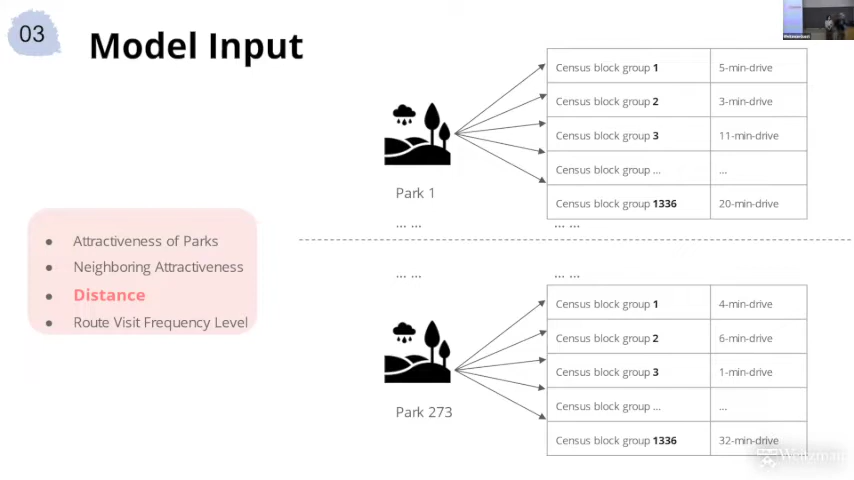 03
Model Input
Attractiveness of Parks
Neighboring Attractiveness
Distance
Route Visit Frequency Level
Park 1
Census block group 1 5-min-drive
Census block group 2 3-min-drive
Census block group 3 11-min-drive
Census block group ... ...
Census block group 1336 20-min-drive
... ... ... ...
... ... ... ...
Park 273
Census block group 1 4-min-drive
Census block group 2 6-min-drive
Census block group 3 1-min-drive
Census block group ... ...
Census block group 1336 32-min-drive